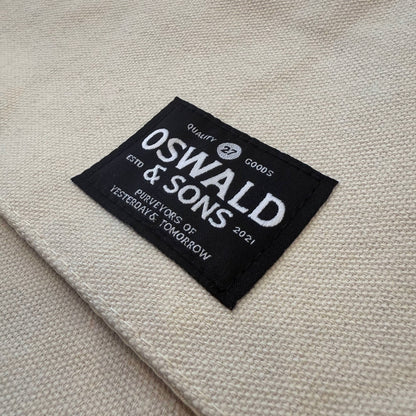 QUALITY 27 GOODS
OSWALD
ESTD & SONS 2021
PURVEYORS OF
YESTERDAY & TOMORROW